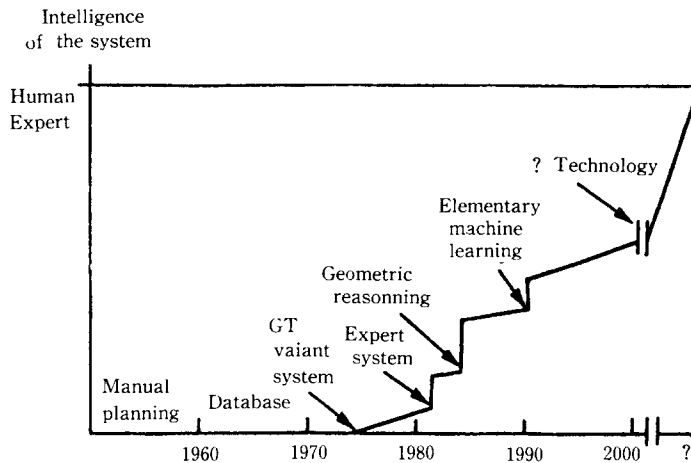 Intelligence
of the system
Human
Expert
? Technology
Elementary
machine
learning
Geometric
reasonning
GT
vaiant
system
Expert
system
Manual
planning
Database
1960
1970
1980
1990
2000
?